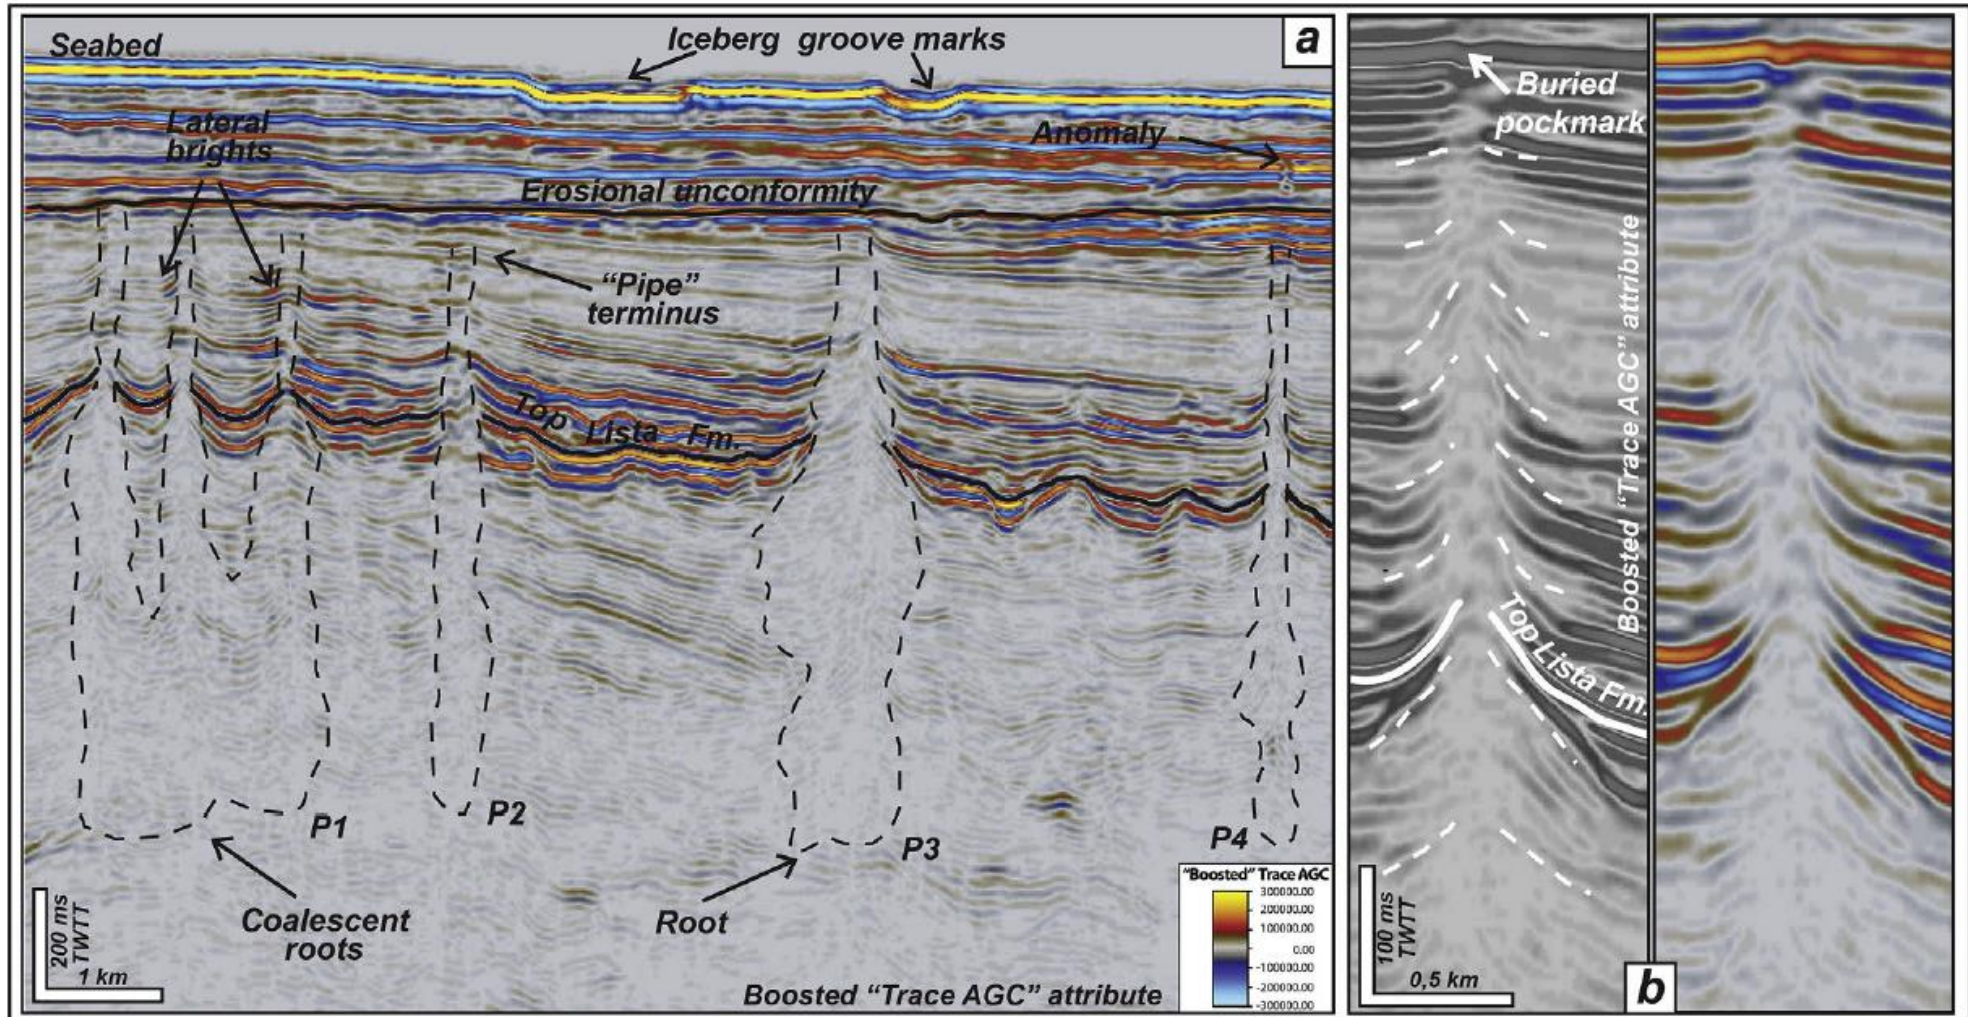 Seabed
Iceberg groove marks
a
Lateral
brights
Anomaly
Erosional unconformity
“Pipe”
terminus
Top Lista Fm.
P1
P2
P3
P4
Coalescent
roots
Root
200 ms
TWTT
1 km
Boosted “Trace AGC” attribute
“Boosted” Trace AGC
300000.00
200000.00
100000.00
0.00
-100000.00
-200000.00
-300000.00
Buried
pockmark
Boosted “Trace AGC” attribute
Top Lista Fm.
100 ms
TWTT
0,5 km
b